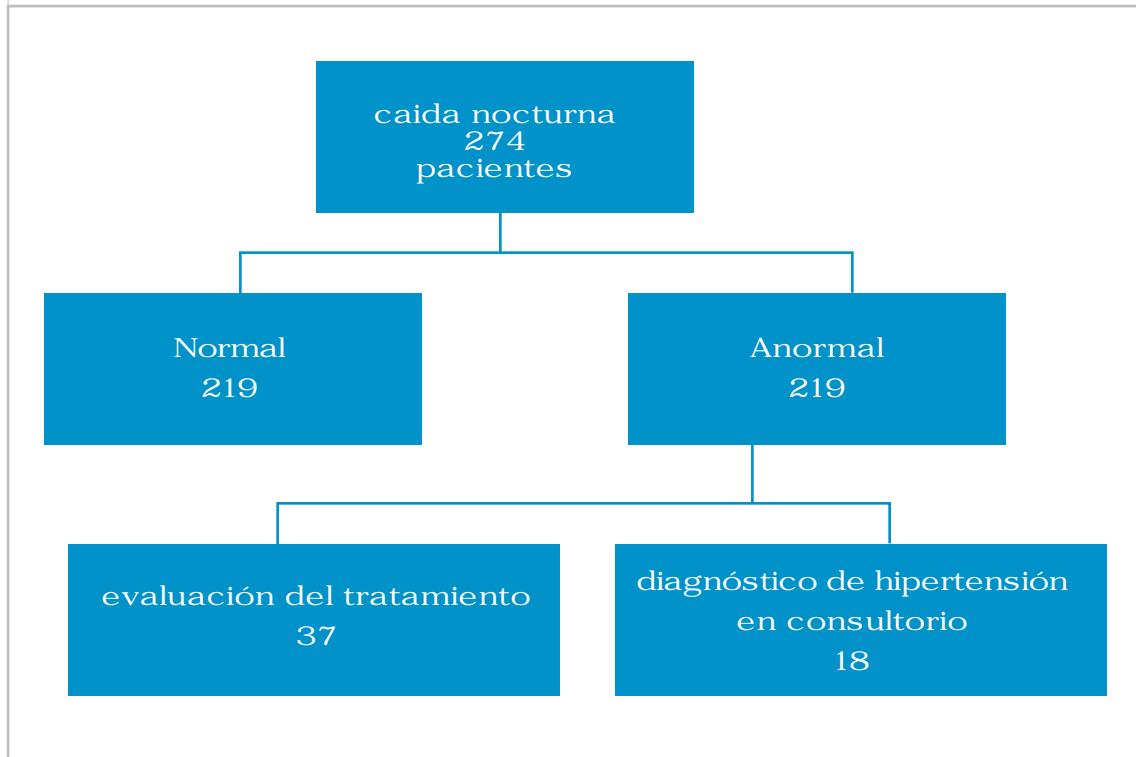 caida nocturna
274
pacientes
Normal
219
Anormal
219
evaluación del tratamiento
37
diagnóstico de hipertensión
en consultorio
18